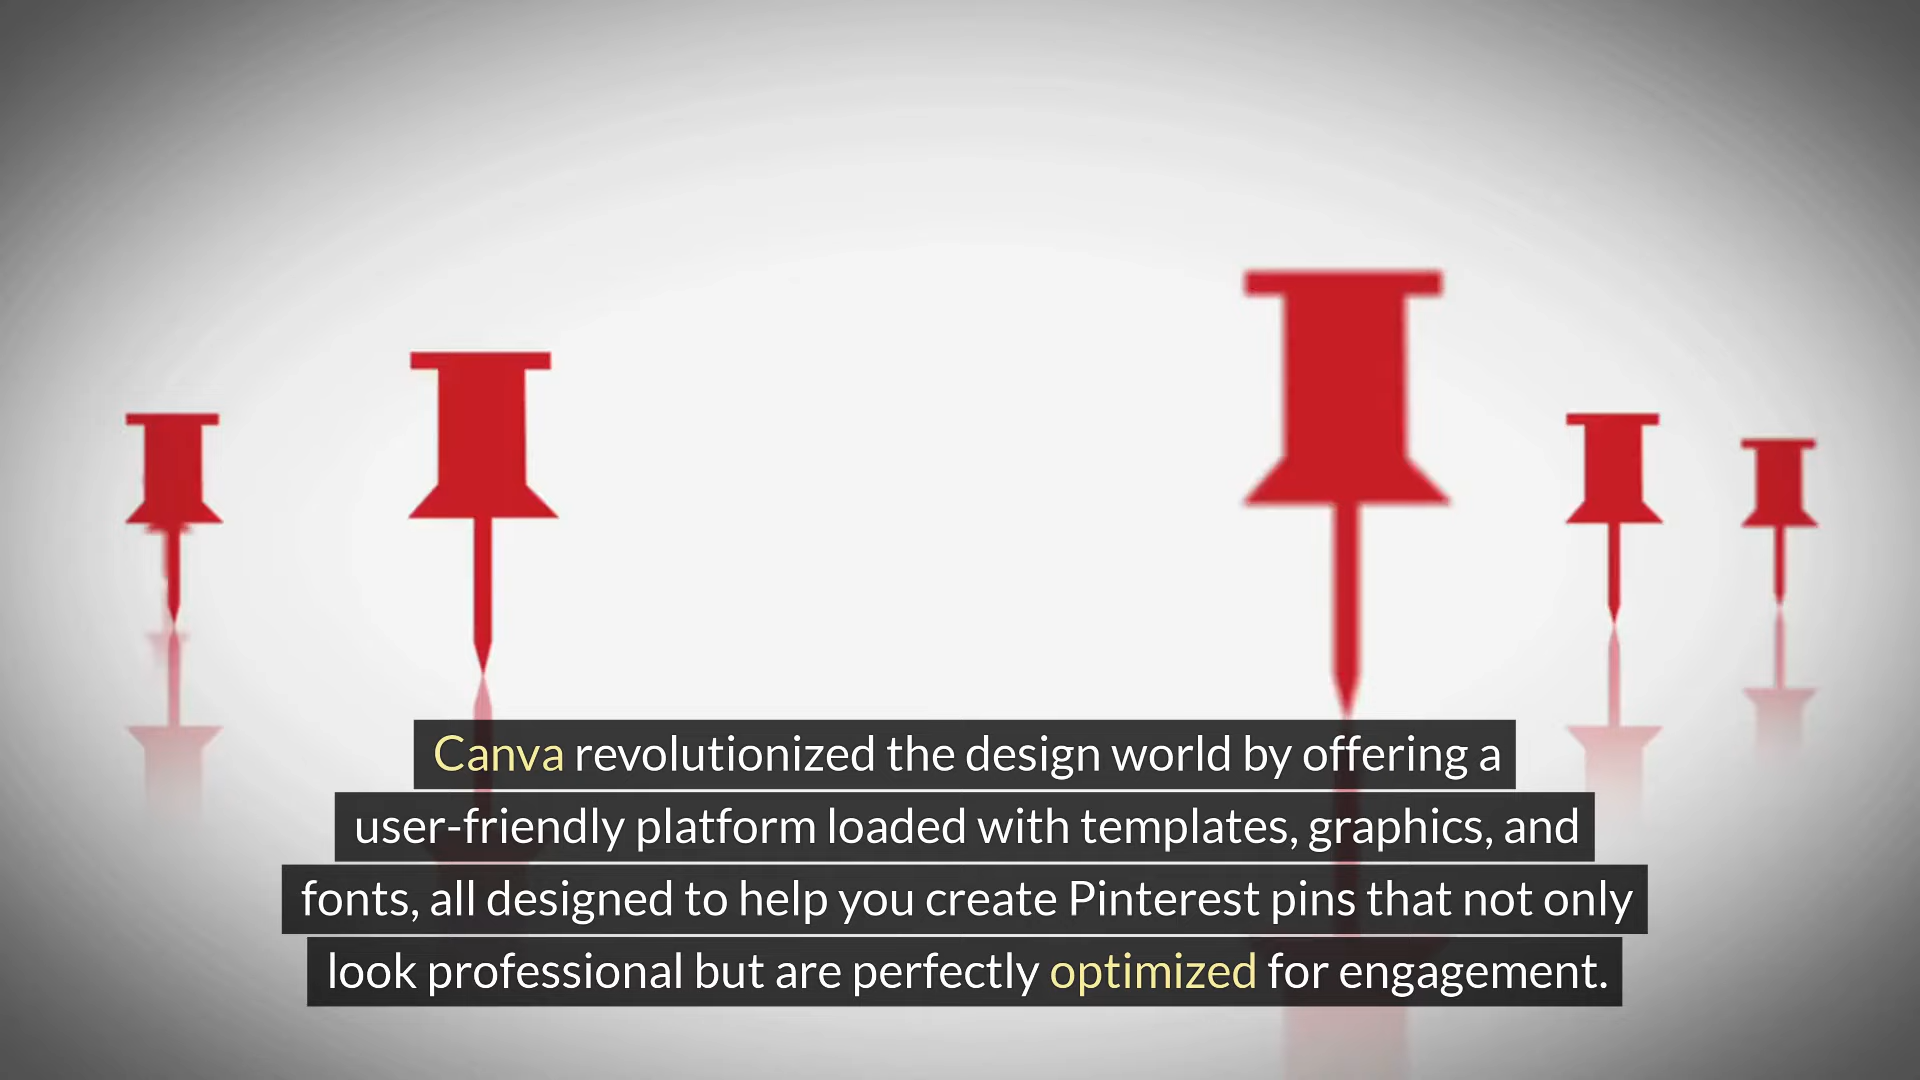 Canva revolutionized the design world by offering a
user-friendly platform loaded with templates, graphics, and
fonts, all designed to help you create Pinterest pins that not only
look professional but are perfectly optimized for engagement.